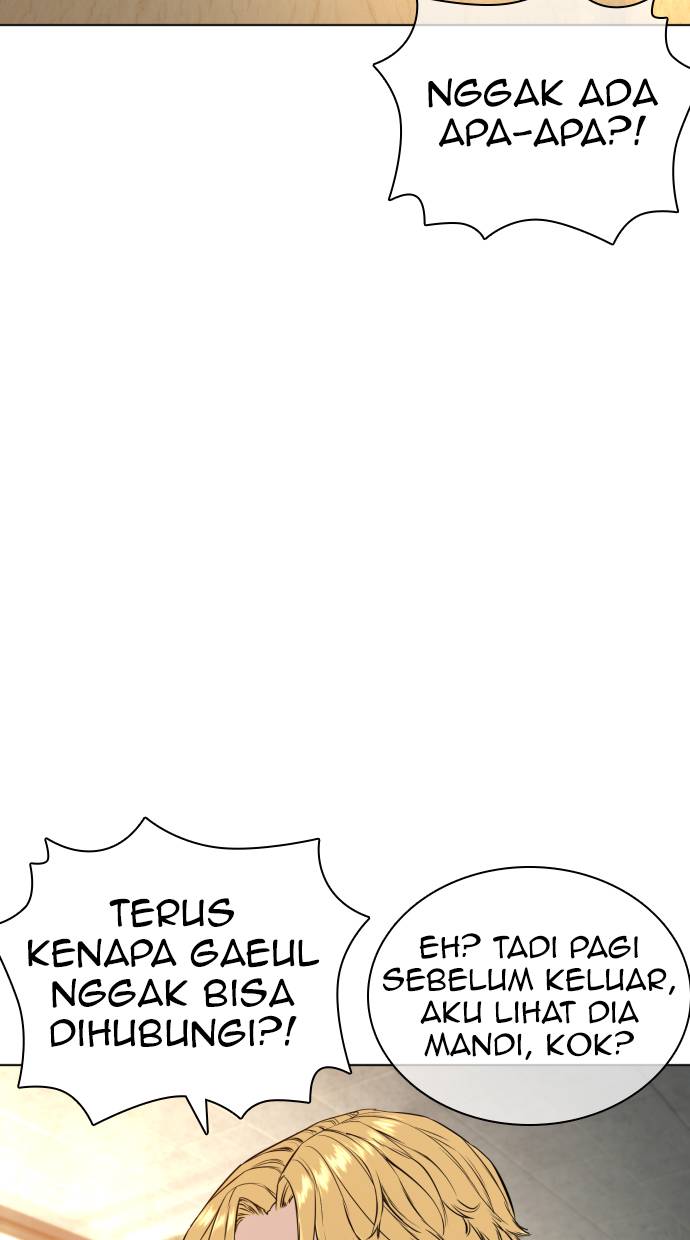 NGGAK ADA
APA-APA?!
TERUS
KENAPA GAEUL
NGGAK BISA
DIHUBUNGI?!
EH? TADI PAGI
SEBELUM KELUAR,
AKU LIHAT DIA
MANDI, KOK?